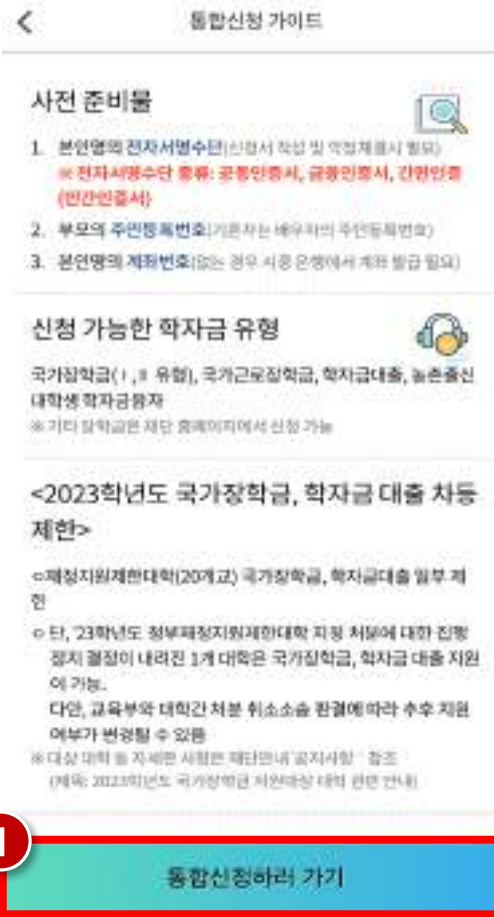 통합신청 가이드
사전 준비물
1. 본인명의 전자서명수단(신청서 작성 및 약정체결시 필요)
※ 전자서명수단 종류: 공동인증서, 금융인증서, 간편인증
(민간인증서)
2. 부모의 주민등록번호(기혼자는 배우자의 주민등록번호)
3. 본인명의 계좌번호(없는 경우 시중 은행에서 계좌 발급 필요)
신청 가능한 학자금 유형
국가장학금(Ⅰ,Ⅱ 유형), 국가근로장학금, 학자금대출, 농촌출신
대학생 학자금융자
※ 기타 장학금은 재단 홈페이지에서 신청 가능
<2023학년도 국가장학금, 학자금 대출 차등
제한>
○재정지원제한대학(20개교) 국가장학금, 학자금대출 일부 제
한
○ 단, '23학년도 정부재정지원제한대학 지정 처분에 대한 집행
정지 결정이 내려진 1개 대학은 국가장학금, 학자금 대출 지원
이 가능.
다만, 교육부와 대학간 처분 취소소송 판결에 따라 추후 지원
여부가 변경될 수 있음
※ 대상 대학 등 자세한 사항은 재단안내 공지사항 참조
(제목: 2023학년도 국가장학금 지원대상 대학 관련 안내)
1
통합신청하러 가기